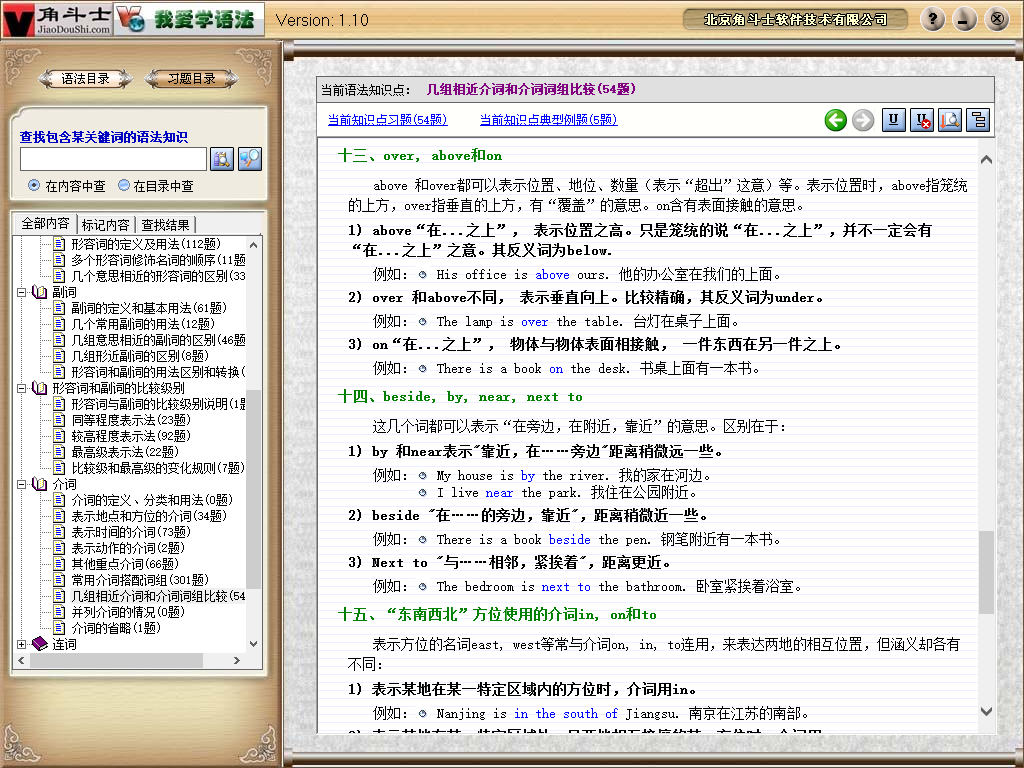 角斗士
JiaoDouShi.com
我爱学语法
Version: 1.10
北京角斗士软件技术有限公司
语法目录
习题目录
查找包含某关键词的语法知识
在内容中查
在目录中查
全部内容
标记内容
查找结果
形容词的定义及用法(112题)
多个形容词修饰名词的顺序(11题
几个意思相近的形容词的区别(33
副词
副词的定义和基本用法(61题)
几个常用副词的用法(12题)
几组意思相近的副词的区别(46题
几组形近副词的区别(8题)
形容词和副词的用法区别和转换(
形容词和副词的比较级别
形容词与副词的比较级别说明(1题
同等程度表示法(23题)
较高程度表示法(92题)
最高级表示法(22题)
比较级和最高级的变化规则(7题)
介词
介词的定义、分类和用法(0题)
表示地点和方位的介词(34题)
表示时间的介词(73题)
表示动作的介词(2题)
其他重点介词(66题)
常用介词搭配词组(301题)
几组相近介词和介词词组比较(54
并列介词的情况(0题)
介词的省略(1题)
连词
当前语法知识点： 几组相近介词和介词词组比较(54题)
当前知识点习题(54题)
当前知识点典型例题(5题)
十三、over, above和on
above 和over都可以表示位置、地位、数量（表示“超出”这意）等。表示位置时，above指笼统
的上方，over指垂直的上方，有“覆盖”的意思。on含有表面接触的意思。
1) above“在...之上”， 表示位置之高。只是笼统的说“在...之上”，并不一定会有
“在...之上”之意。其反义词为below.
例如： His office is above ours. 他的办公室在我们的上面。
2) over 和above不同， 表示垂直向上。比较精确，其反义词为under。
例如： The lamp is over the table. 台灯在桌子上面。
3) on“在...之上”， 物体与物体表面相接触， 一件东西在另一件之上。
例如： There is a book on the desk. 书桌上面有一本书。
十四、beside, by, near, next to
这几个词都可以表示“在旁边，在附近，靠近”的意思。区别在于：
1) by 和near表示"靠近，在……旁边"距离稍微远一些。
例如： My house is by the river. 我的家在河边。
I live near the park. 我住在公园附近。
2) beside "在……的旁边，靠近"，距离稍微近一些。
例如： There is a book beside the pen. 钢笔附近有一本书。
3) Next to "与……相邻，紧挨着"，距离更近。
例如： The bedroom is next to the bathroom. 卧室紧挨着浴室。
十五、“东南西北”方位使用的介词in, on和to
表示方位的名词east, west等常与介词on, in, to连用，来表达两地的相互位置，但涵义却各有
不同：
1) 表示某地在某一特定区域内的方位时，介词用in。
例如： Nanjing is in the south of Jiangsu. 南京在江苏的南部。